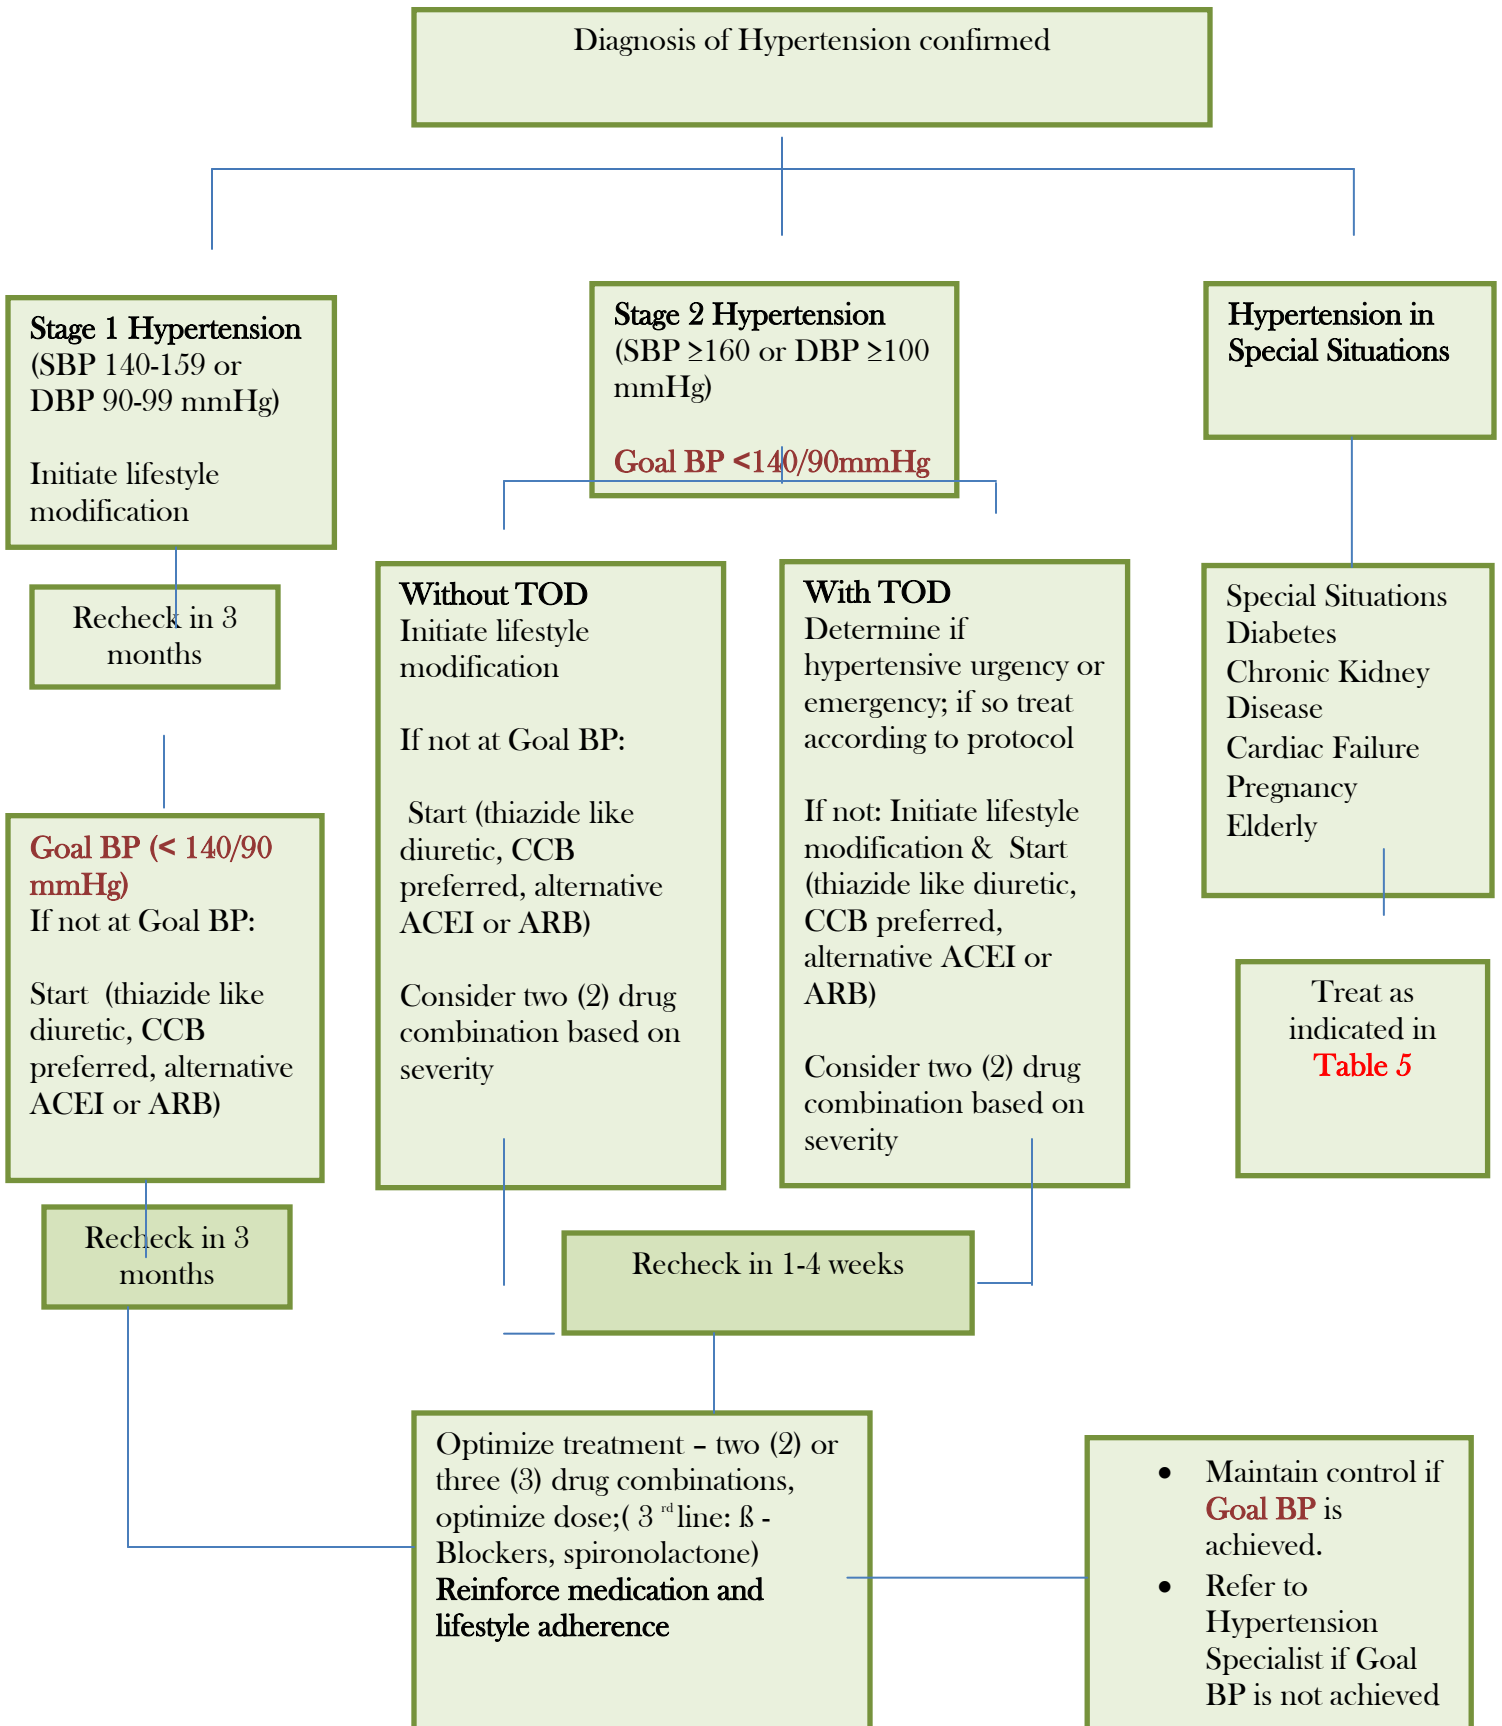 Diagnosis of Hypertension confirmed
Stage 1 Hypertension
(SBP 140-159 or
DBP 90-99 mmHg)
Initiate lifestyle
modification
Stage 2 Hypertension
(SBP ≥160 or DBP ≥100
mmHg)
Goal BP <140/90mmHg
Hypertension in
Special Situations
Recheck in 3
months
Without TOD
Initiate lifestyle
modification
If not at Goal BP:
Start (thiazide like
diuretic, CCB
preferred, alternative
ACEI or ARB)
Consider two (2) drug
combination based on
severity
With TOD
Determine if
hypertensive urgency or
emergency; if so treat
according to protocol
If not: Initiate lifestyle
modification & Start
(thiazide like diuretic,
CCB preferred,
alternative ACEI or
ARB)
Consider two (2) drug
combination based on
severity
Special Situations
Diabetes
Chronic Kidney
Disease
Cardiac Failure
Pregnancy
Elderly
Goal BP (< 140/90
mmHg)
If not at Goal BP:
Start (thiazide like
diuretic, CCB
preferred, alternative
ACEI or ARB)
Treat as
indicated in
Table 5
Recheck in 3
months
Recheck in 1-4 weeks
Optimize treatment – two (2) or
three (3) drug combinations,
optimize dose;( 3 rd line: ß -
Blockers, spironolactone)
Reinforce medication and
lifestyle adherence
• Maintain control if
Goal BP is
achieved.
• Refer to
Hypertension
Specialist if Goal
BP is not achieved